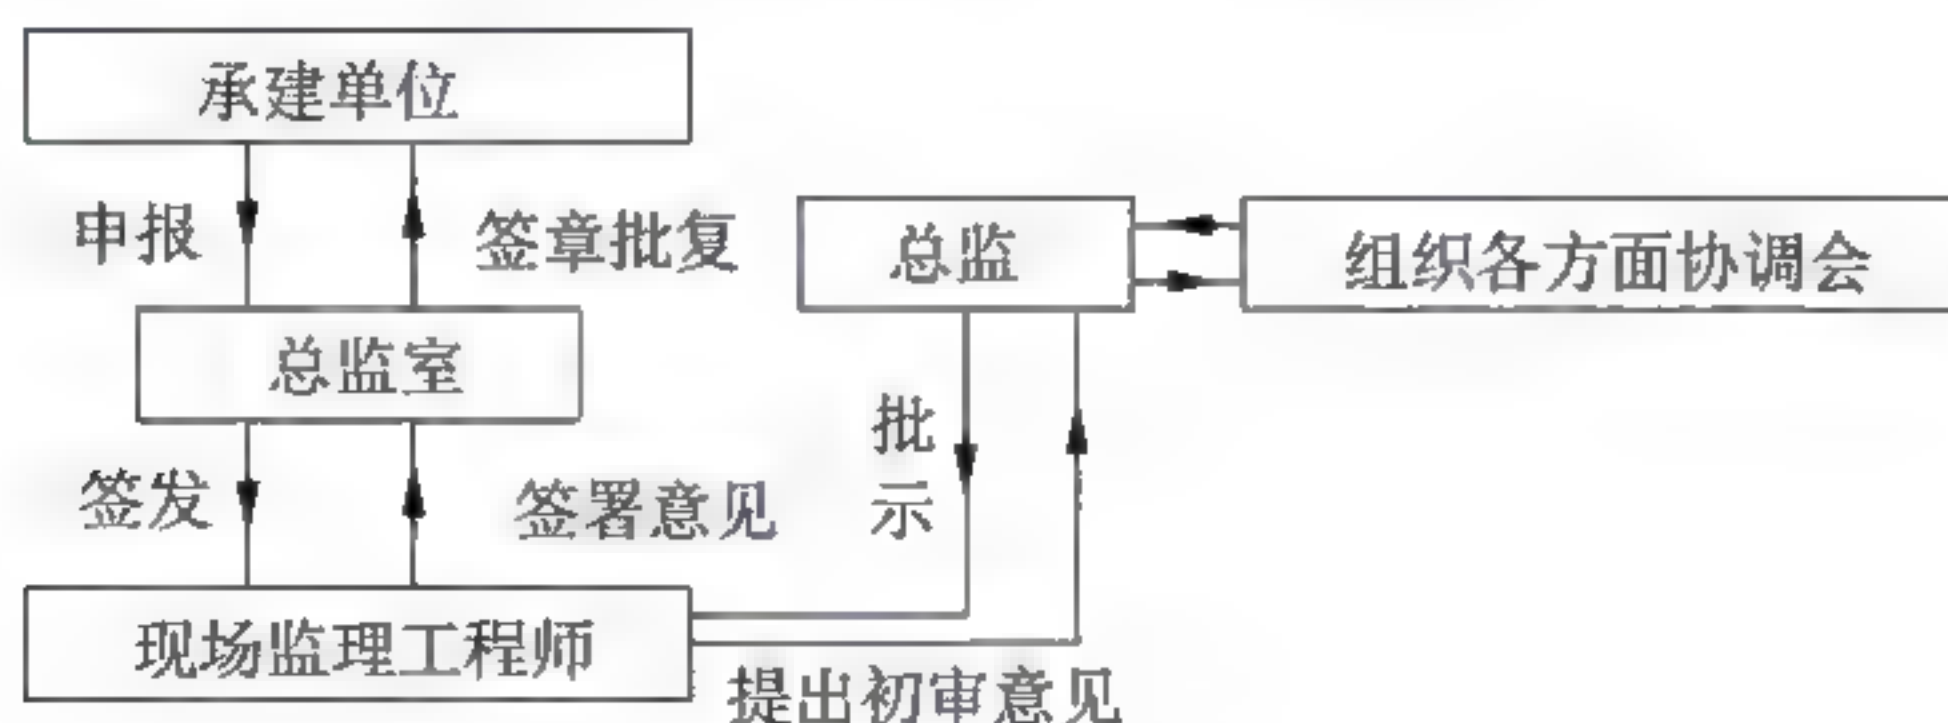 承建单位
申报
签章批复
总监
组织各方面协调会
总监室
批示
签发
签署意见
现场监理工程师
提出初审意见